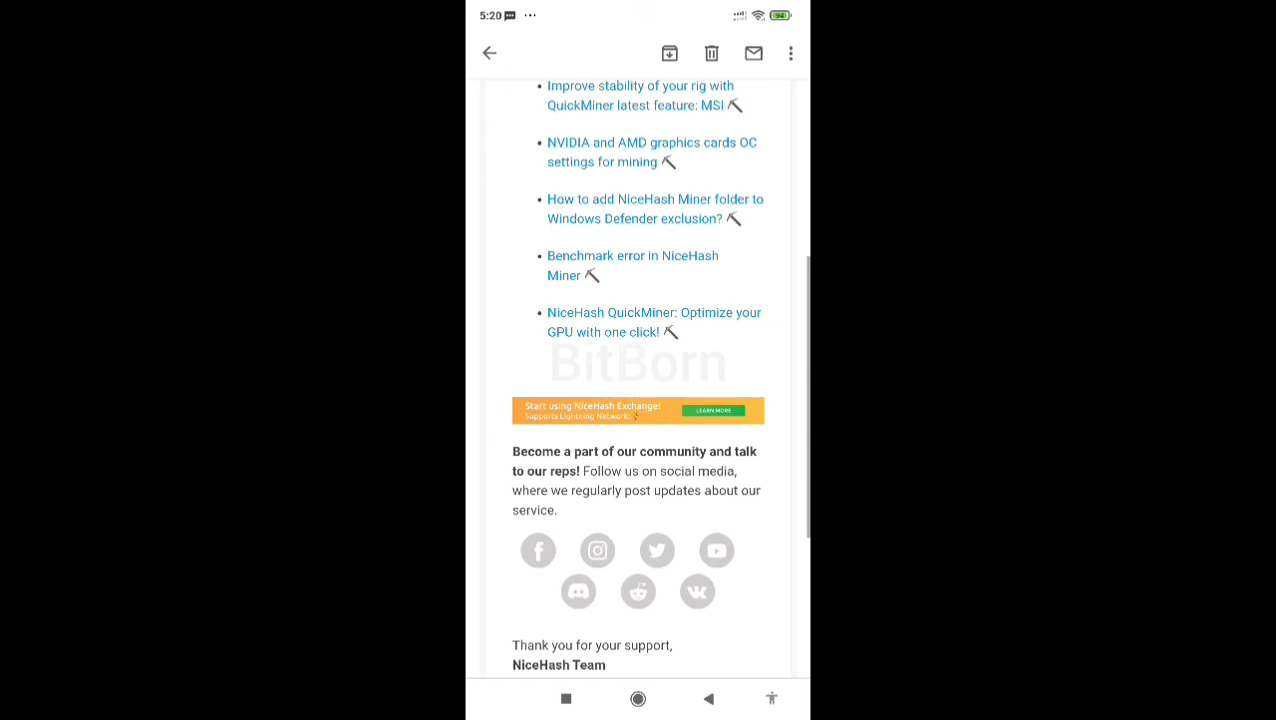 5:20
94
Improve stability of your rig with
QuickMiner latest feature: MSI
NVIDIA and AMD graphics cards OC
settings for mining
How to add NiceHash Miner folder to
Windows Defender exclusion?
Benchmark error in NiceHash
Miner
NiceHash QuickMiner: Optimize your
GPU with one click!
BitBorn
Start using NiceHash Exchange!
Supports Lightning Network!
LEARN MORE
Become a part of our community and talk
to our reps! Follow us on social media,
where we regularly post updates about our
service.
Thank you for your support,
NiceHash Team